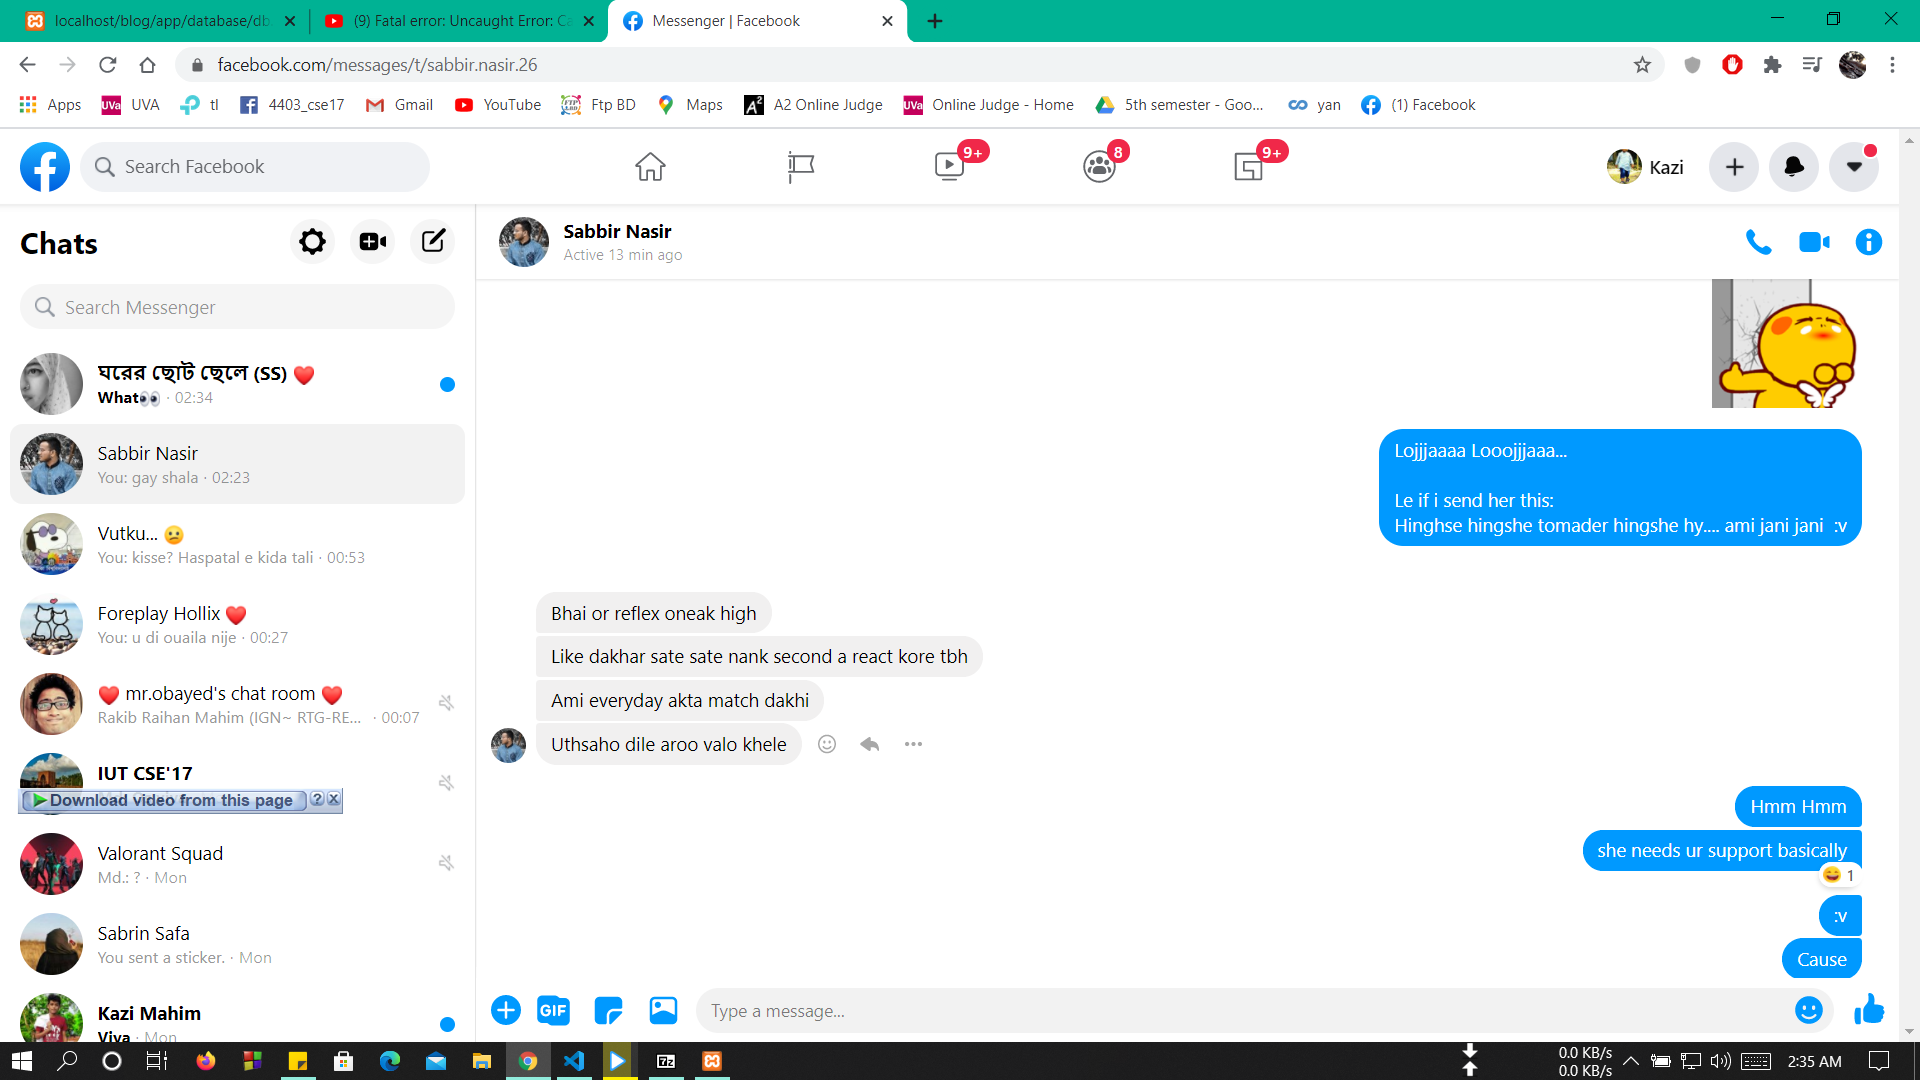 localhost/blog/app/database/db
(9) Fatal error: Uncaught Error: Ca
Messenger | Facebook
facebook.com/messages/t/sabbir.nasir.26
Apps
UVA
tl
4403_cse17
Gmail
YouTube
Ftp BD
Maps
A2 Online Judge
Online Judge - Home
5th semester - Goo...
yan
(1) Facebook
Search Facebook
9+
8
9+
Kazi
Chats
Search Messenger
ঘরের ছোট ছেলে (SS) ❤️
What👀 · 02:34
Sabbir Nasir
You: gay shala · 02:23
Vutku... 😕
You: kisse? Haspatal e kida tali · 00:53
Foreplay Hollix ❤️
You: u di ouaila nije · 00:27
❤️ mr.obayed's chat room ❤️
Rakib Raihan Mahim (IGN~ RTG-RE... · 00:07
IUT CSE'17
Download video from this page
Valorant Squad
Md.: ? · Mon
Sabrin Safa
You sent a sticker. · Mon
Kazi Mahim
Viva · Mon
Sabbir Nasir
Active 13 min ago
Lojjjaaaa Looojjjaaa...
Le if i send her this:
Hinghse hingshe tomader hingshe hy.... ami jani jani :v
Bhai or reflex oneak high
Like dakhar sate sate nank second a react kore tbh
Ami everyday akta match dakhi
Uthsaho dile aroo valo khele
Hmm Hmm
she needs ur support basically
😄 1
:v
Cause
GIF
Type a message...
0.0 KB/s
0.0 KB/s
2:35 AM